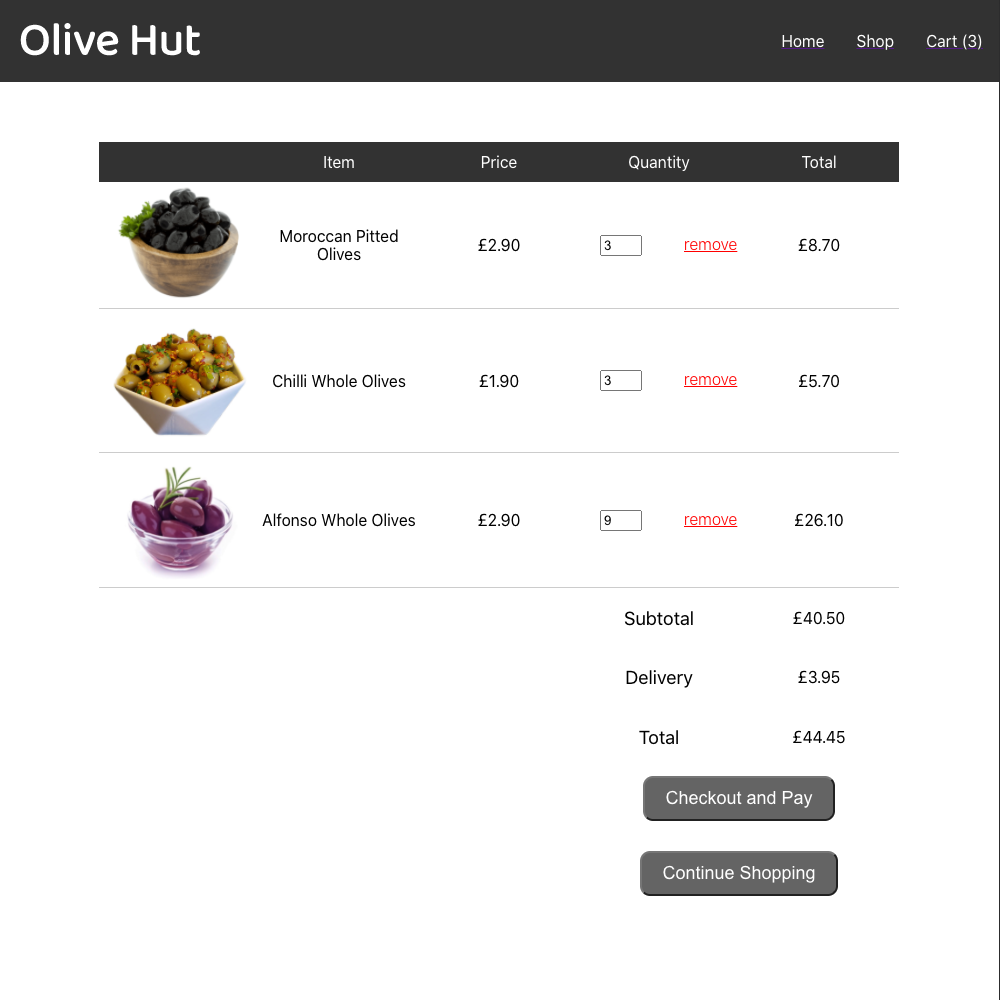 Olive Hut
Home Shop Cart (3)
Item Price Quantity Total
Moroccan Pitted
Olives
£2.90 3 remove £8.70
Chilli Whole Olives £1.90 3 remove £5.70
Alfonso Whole Olives £2.90 9 remove £26.10
Subtotal £40.50
Delivery £3.95
Total £44.45
Checkout and Pay
Continue Shopping